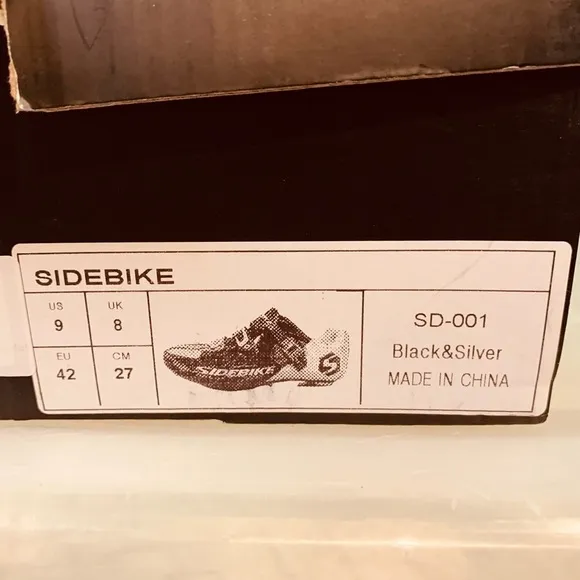 SIDEBIKE
US
9
UK
8
EU
42
CM
27
SIDEBIKE
S
SD-001
Black&Silver
MADE IN CHINA